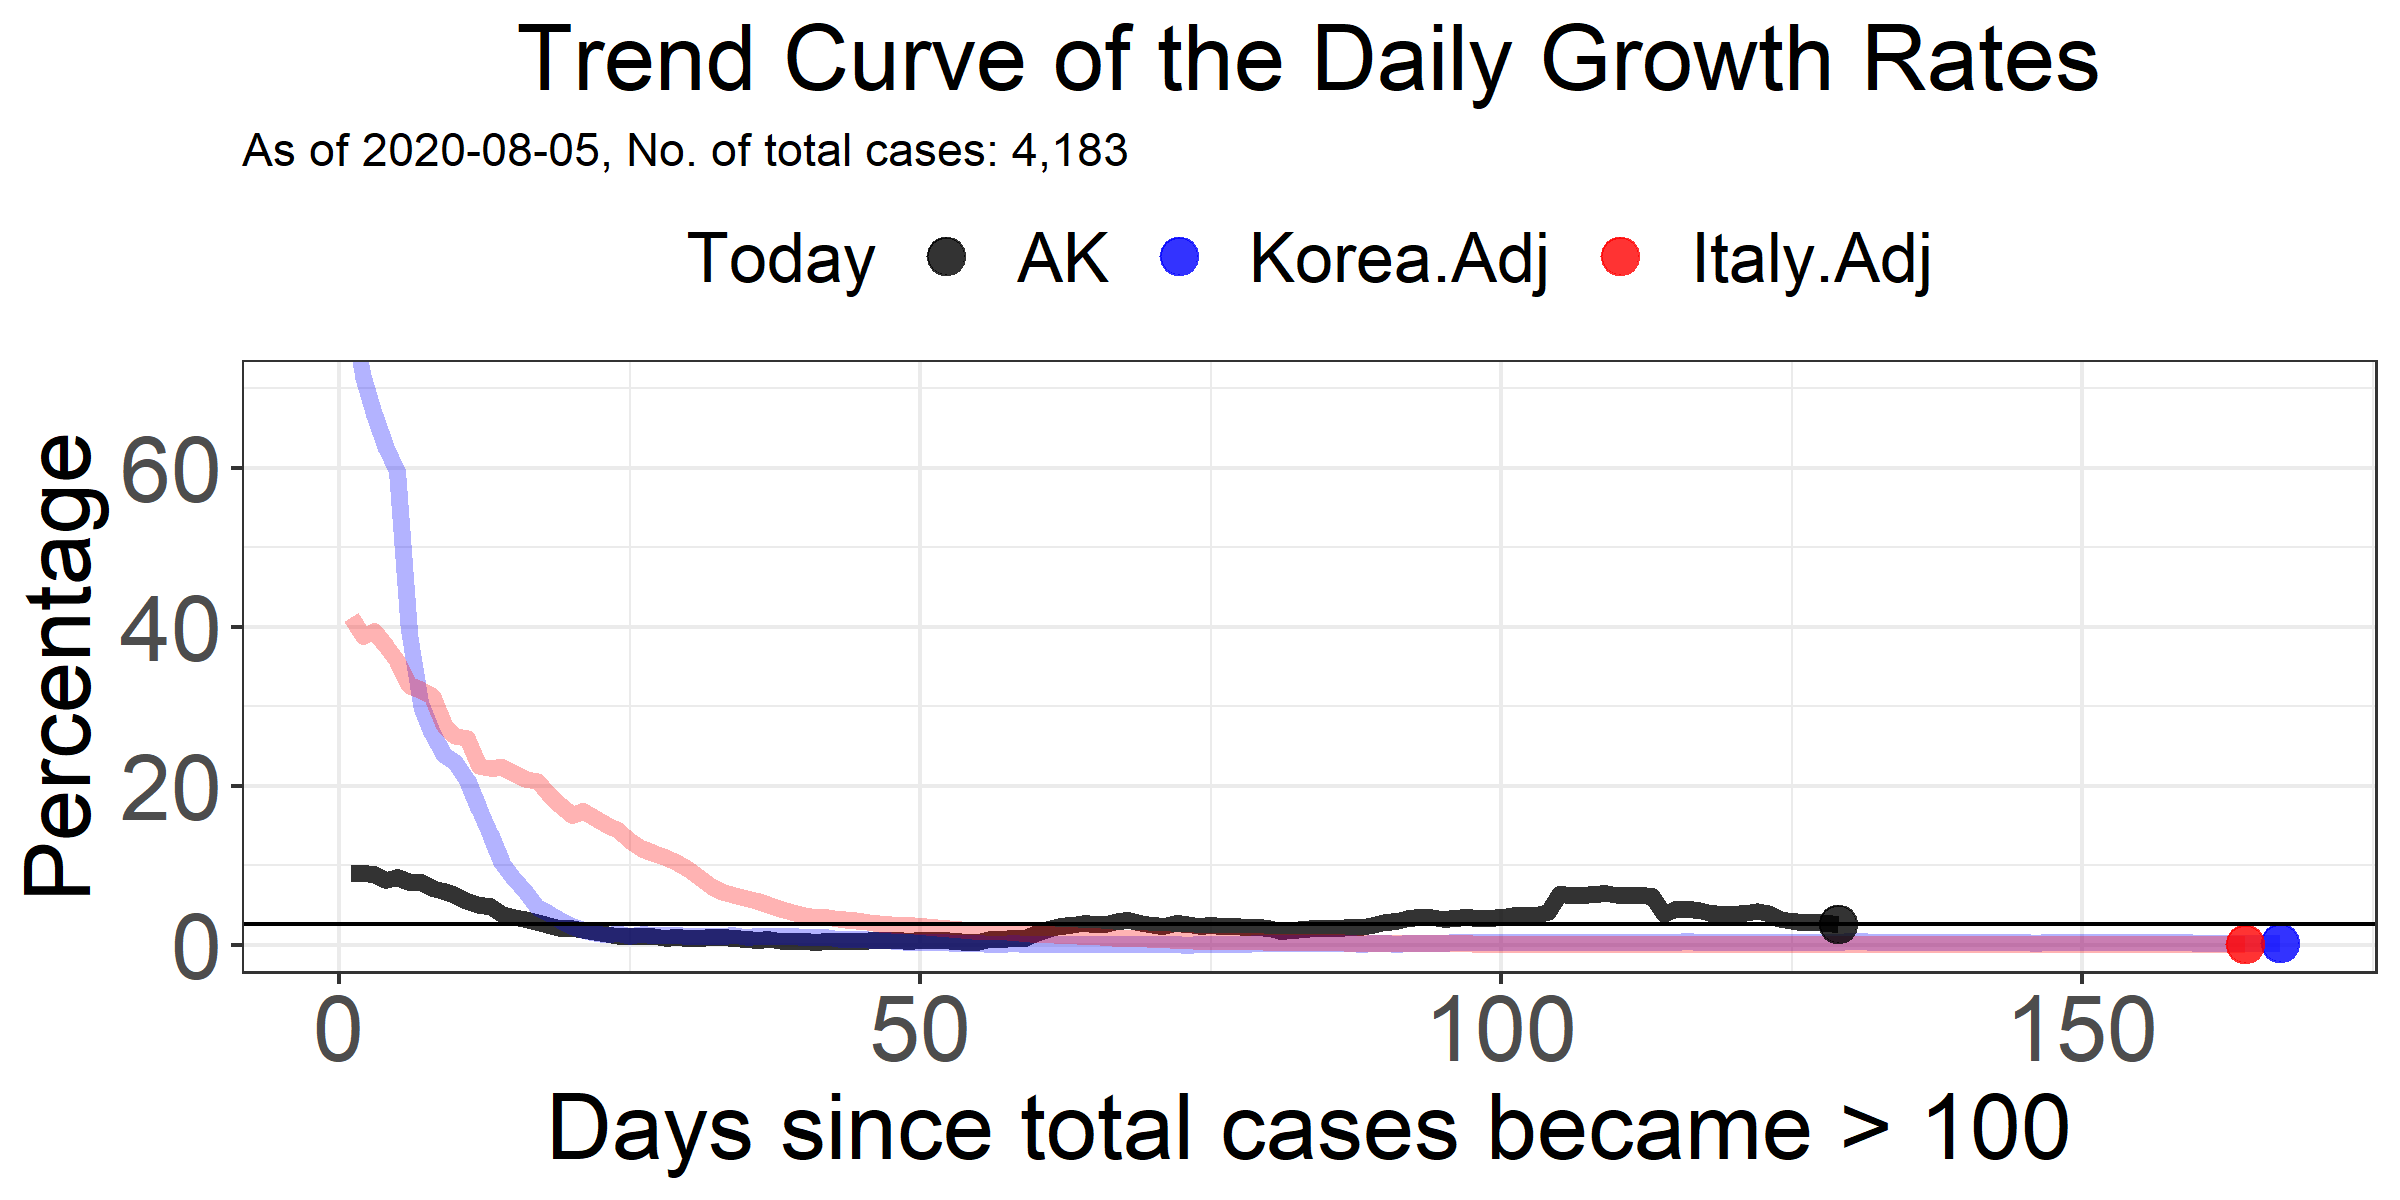 Trend Curve of the Daily Growth Rates
As of 2020-08-05, No. of total cases: 4,183
Today AK Korea.Adj Italy.Adj
Percentage
60
40
20
0
0 50 100 150
Days since total cases became > 100